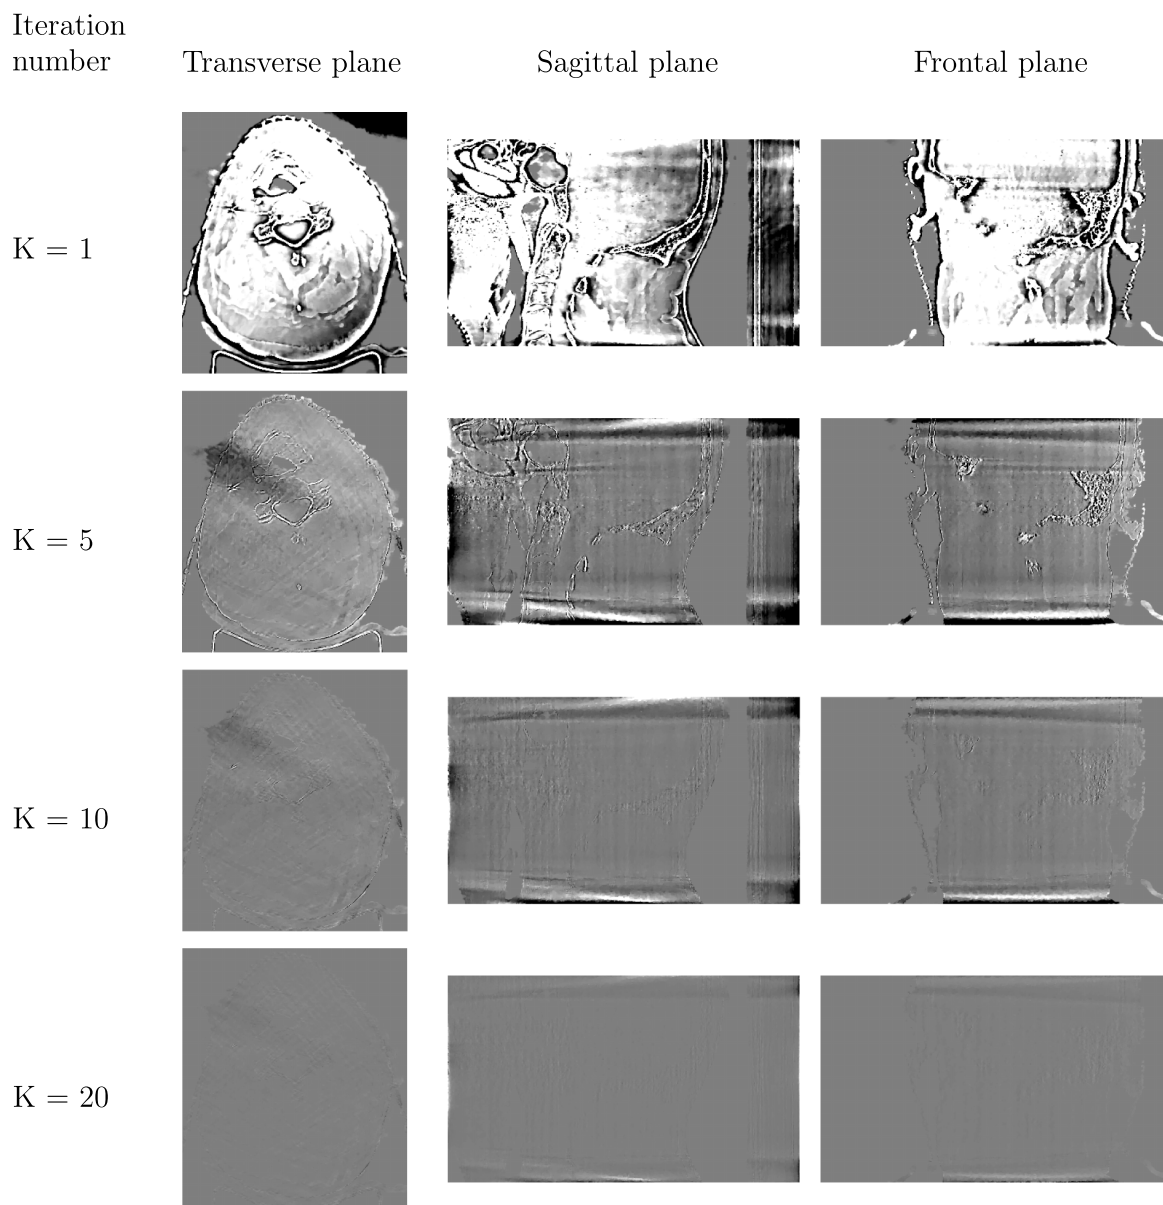 Iteration
number
Transverse plane
Sagittal plane
Frontal plane
K = 1
K = 5
K = 10
K = 20